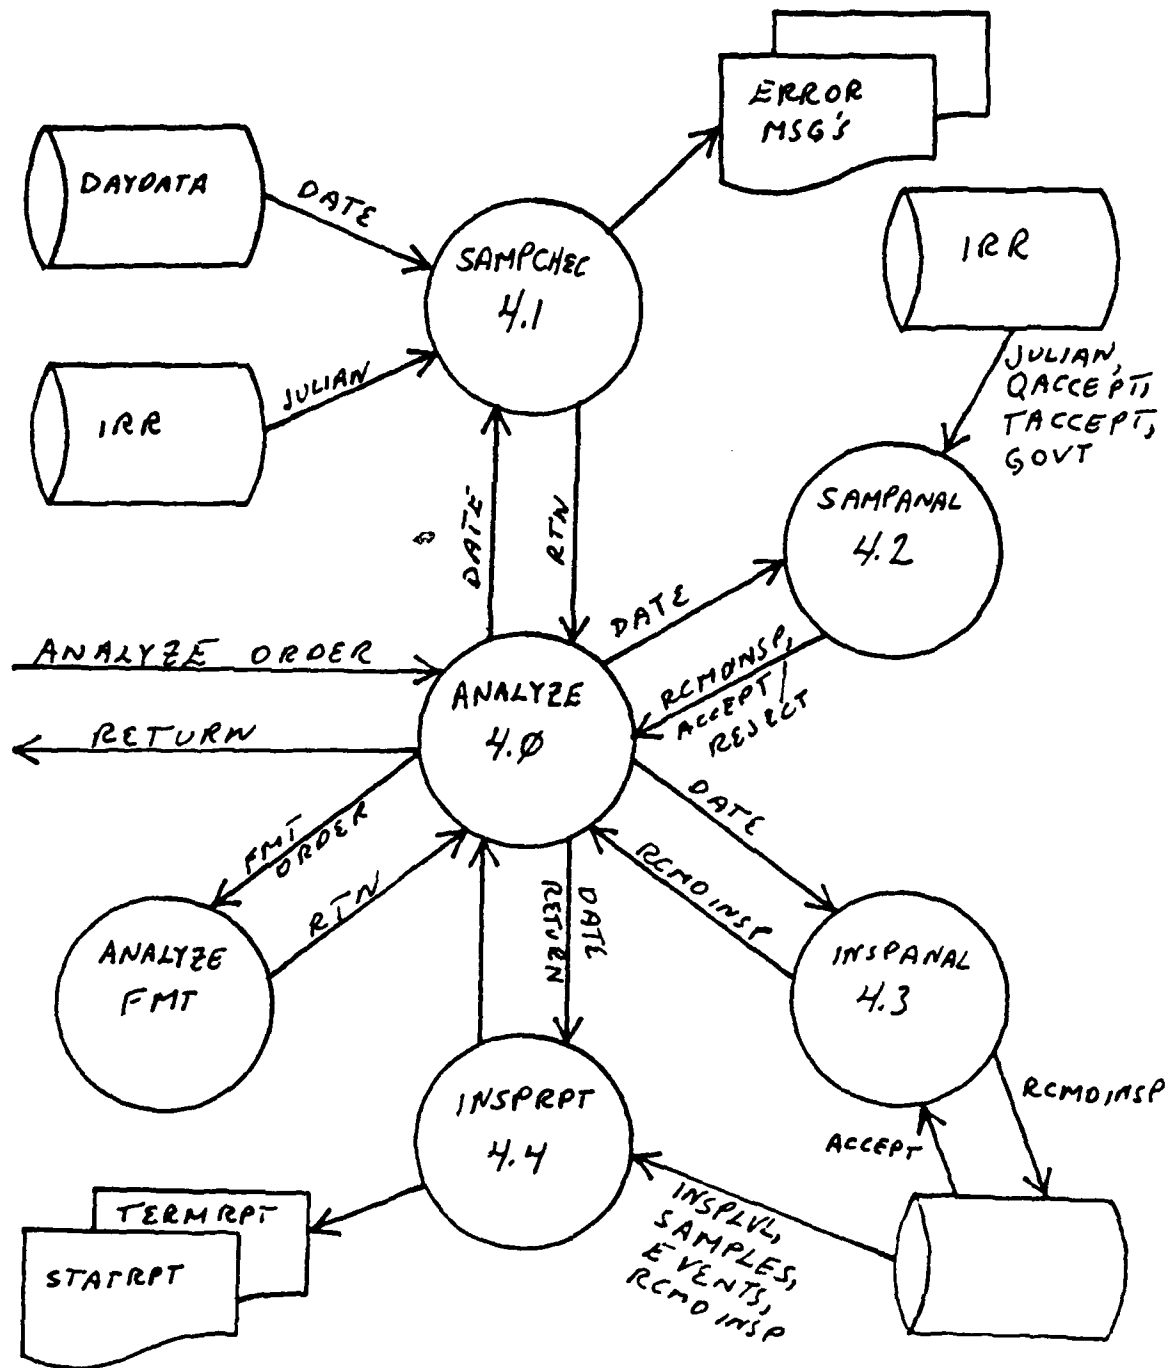 ERROR
MSG'S
DAYDATA
DATE
SAMPCHEC
4.1
IRR
JULIAN,
QACCEPT,
TACCEPT,
GOVT
IRR
JULIAN
DATE
RTN
SAMPANAL
4.2
DATE
ANALYZE ORDER
RETURN
ANALYZE
4.0
RCMDINSP,
ACCEPT/
REJECT
FMT
ORDER
RTN
DATE
RETURN
DATE
RCMDINSP
ANALYZE
FMT
INSPANAL
4.3
INSPRPT
4.4
RCMDINSP
ACCEPT
TERMRPT
STATRPT
INSPLVL,
SAMPLES,
EVENTS,
RCMDINSP